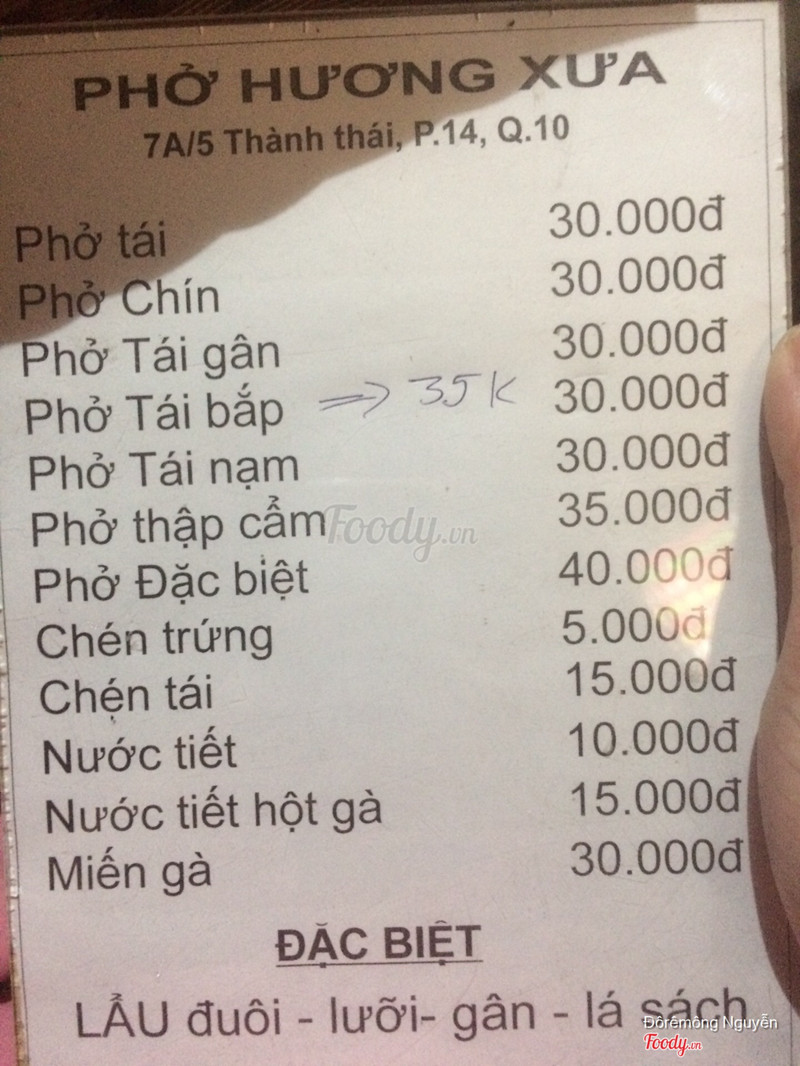 PHỞ HƯƠNG XƯA
7A/5 Thành thái, P.14, Q.10
Phở tái 30.000đ
Phở Chín 30.000đ
Phở Tái gân 30.000đ
Phở Tái bắp => 35K 30.000đ
Phở Tái nạm 30.000đ
Phở thập cẩm 35.000đ
Foody.vn
Phở Đặc biệt 40.000đ
Chén trứng 5.000đ
Chén tái 15.000đ
Nước tiết 10.000đ
Nước tiết hột gà 15.000đ
Miến gà 30.000đ
ĐẶC BIỆT
LẨU đuôi - lưỡi- gân - lá sách
Đôrêmông Nguyễn
Foody.vn